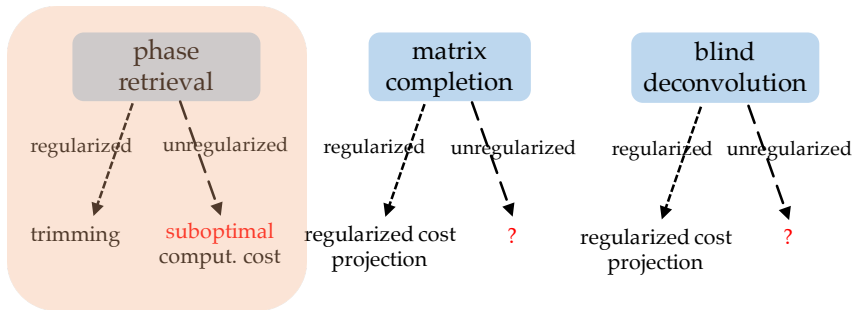 phase
retrieval
matrix
completion
blind
deconvolution
regularized
unregularized
regularized
unregularized
regularized
unregularized
trimming
suboptimal
comput. cost
regularized cost
projection
?
regularized cost
projection
?